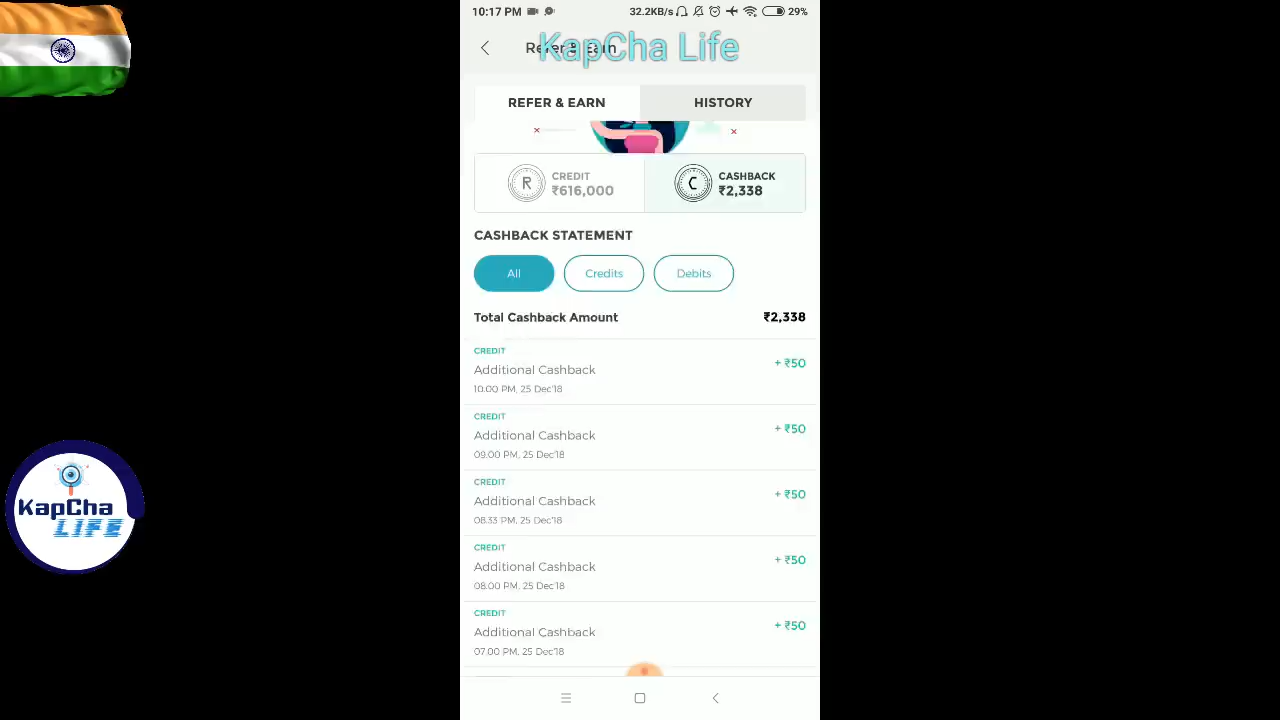 10:17 PM
32.2KB/s
29%
Refer & Earn
KapCha Life
REFER & EARN
HISTORY
R
CREDIT
₹616,000
C
CASHBACK
₹2,338
CASHBACK STATEMENT
All
Credits
Debits
Total Cashback Amount
₹2,338
CREDIT
Additional Cashback
+ ₹50
10.00 PM, 25 Dec'18
CREDIT
Additional Cashback
+ ₹50
09.00 PM, 25 Dec'18
CREDIT
Additional Cashback
+ ₹50
08.33 PM, 25 Dec'18
CREDIT
Additional Cashback
+ ₹50
08.00 PM, 25 Dec'18
CREDIT
Additional Cashback
+ ₹50
07.00 PM, 25 Dec'18
KapCha
LIFE